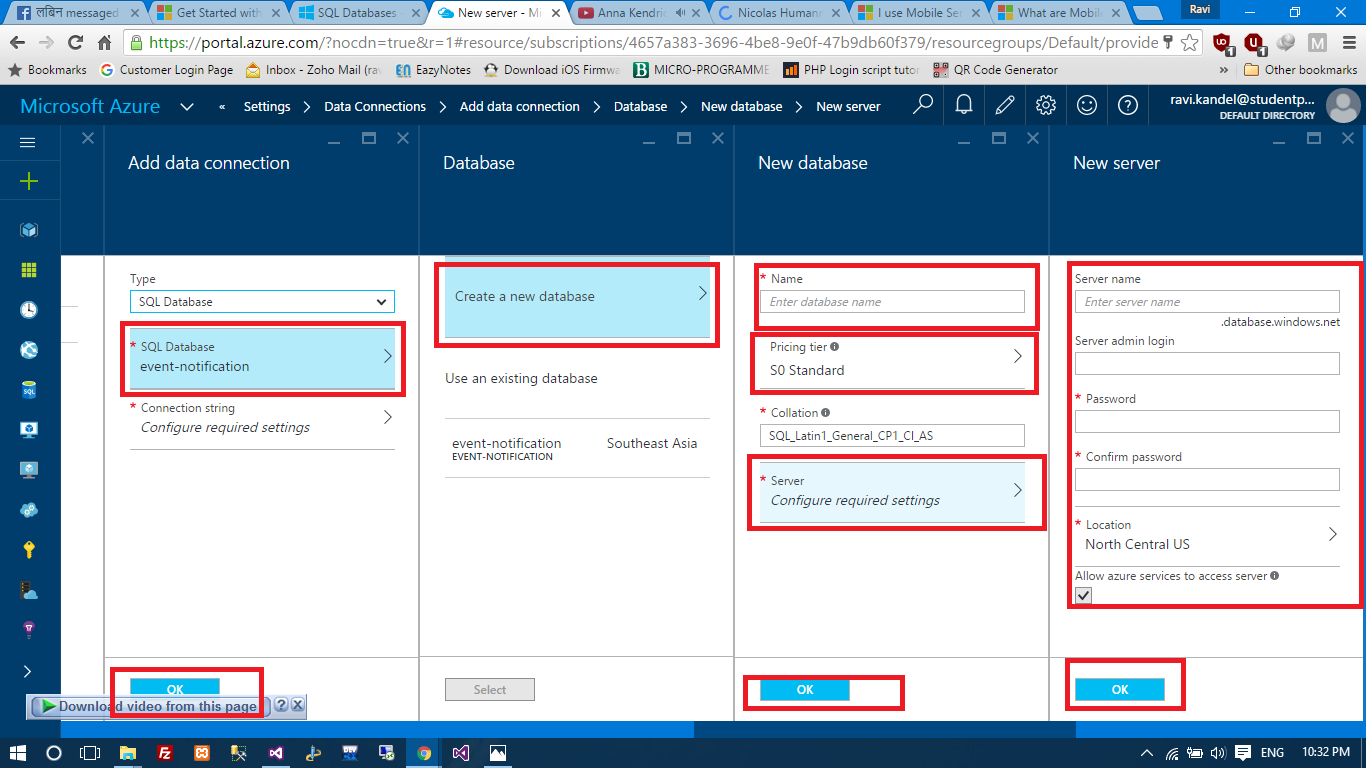 लबिन messaged
Get Started with
SQL Databases -
New server - Mi
Anna Kendric
Nicolas Humann
I use Mobile Ser
What are Mobil
Ravi
https://portal.azure.com/?nocdn=true&r=1#resource/subscriptions/4657a383-3696-4be8-9e0f-47b9db60f379/resourcegroups/Default/provide
Bookmarks
Customer Login Page
Inbox - Zoho Mail (rav
EazyNotes
Download iOS Firmwa
MICRO-PROGRAMME
PHP Login script tutor
QR Code Generator
»
Other bookmarks
Microsoft Azure
« Settings > Data Connections > Add data connection > Database > New database > New server
ravi.kandel@studentp...
DEFAULT DIRECTORY
Add data connection
Type
SQL Database
* SQL Database
event-notification
* Connection string
Configure required settings
OK
Database
Create a new database
Use an existing database
event-notification Southeast Asia
EVENT-NOTIFICATION
Select
New database
* Name
Enter database name
Pricing tier
S0 Standard
* Collation
SQL_Latin1_General_CP1_CI_AS
* Server
Configure required settings
OK
New server
Server name
Enter server name
.database.windows.net
Server admin login
* Password
* Confirm password
* Location
North Central US
Allow azure services to access server
OK
Download video from this page
ENG
10:32 PM